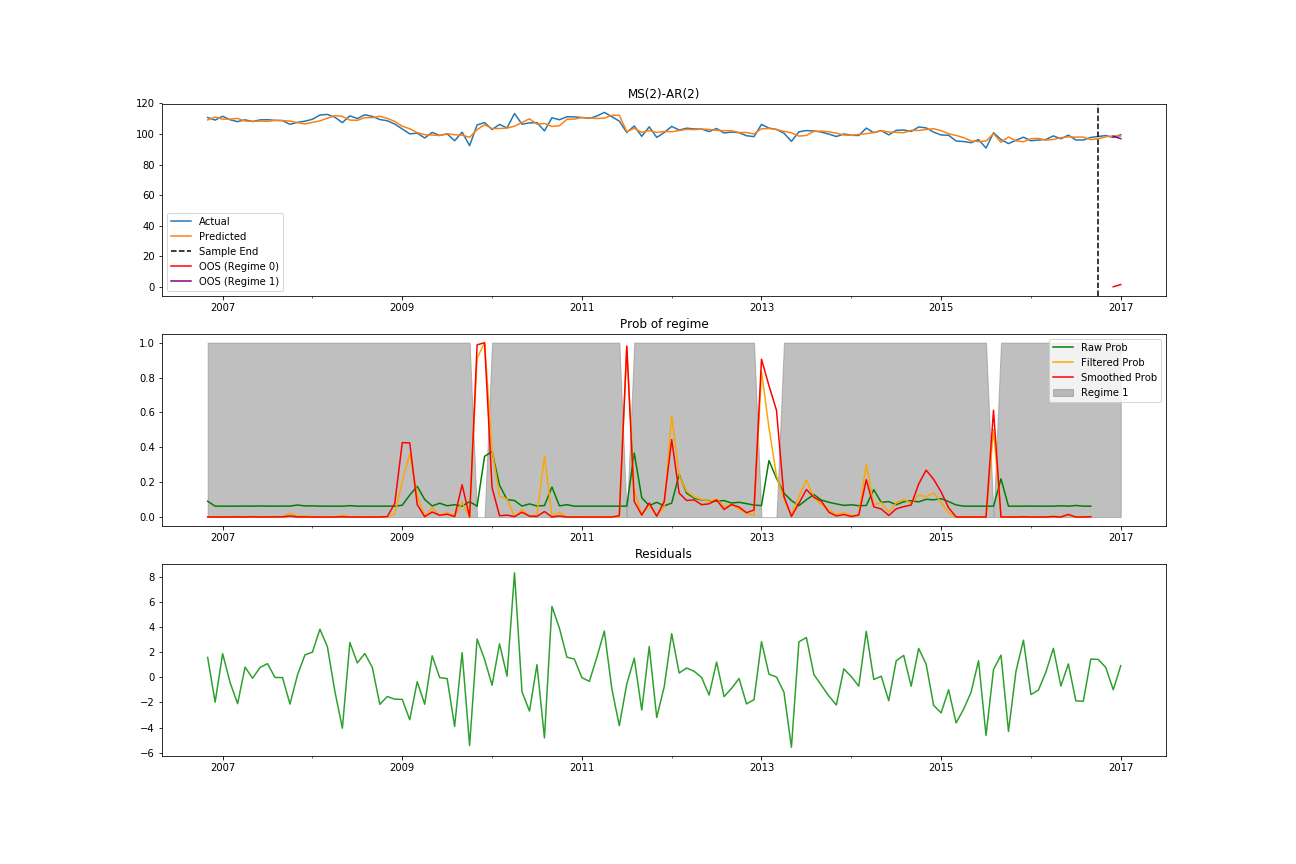 MS(2)-AR(2)
120
100
80
60
40
20
0
Actual
Predicted
Sample End
OOS (Regime 0)
OOS (Regime 1)
2007 2009 2011 2013 2015 2017
Prob of regime
1.0
0.8
0.6
0.4
0.2
0.0
Raw Prob
Filtered Prob
Smoothed Prob
Regime 1
2007 2009 2011 2013 2015 2017
Residuals
8
6
4
2
0
−2
−4
−6
2007 2009 2011 2013 2015 2017